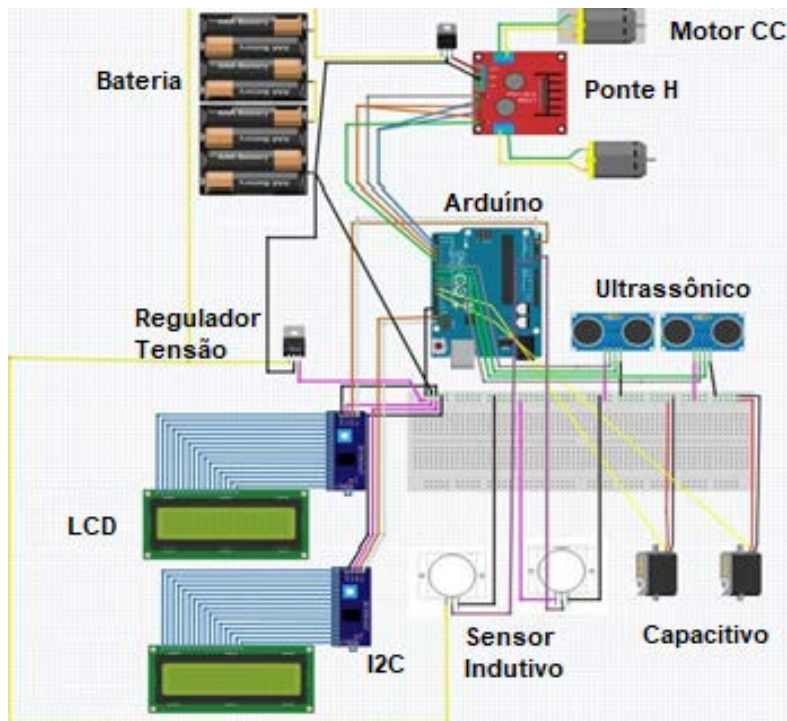 Motor CC
Bateria
Ponte H
Arduíno
Ultrassônico
Regulador
Tensão
LCD
I2C
Sensor
Indutivo
Capacitivo